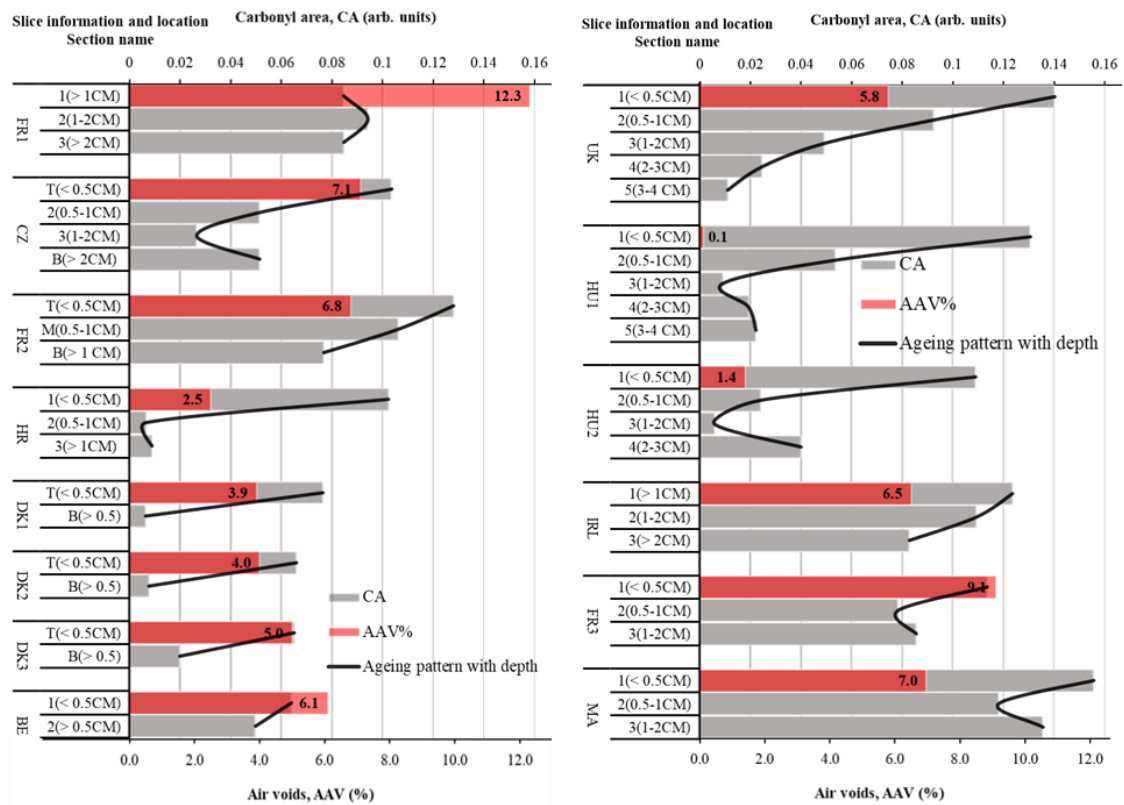 Slice information and location
Section name
Carbonyl area, CA (arb. units)
0 0.02 0.04 0.06 0.08 0.1 0.12 0.14 0.16
FR1
1(> 1CM) 12.3
2(1-2CM)
3(> 2CM)
CZ
T(< 0.5CM) 7.1
2(0.5-1CM)
3(1-2CM)
B(> 2CM)
FR2
T(< 0.5CM) 6.8
M(0.5-1CM)
B(> 1 CM)
HR
1(< 0.5CM) 2.5
2(0.5-1CM)
3(> 1CM)
DK1
T(< 0.5CM) 3.9
B(> 0.5)
DK2
T(< 0.5CM) 4.0
B(> 0.5)
DK3
T(< 0.5CM) 5.0
B(> 0.5)
BE
1(< 0.5CM) 6.1
2(> 0.5CM)
CA
AAV%
Ageing pattern with depth
0.0 2.0 4.0 6.0 8.0 10.0 12.0
Air voids, AAV (%)
Slice information and location
Section name
Carbonyl area, CA (arb. units)
0 0.02 0.04 0.06 0.08 0.1 0.12 0.14 0.16
UK
1(< 0.5CM) 5.8
2(0.5-1CM)
3(1-2CM)
4(2-3CM)
5(3-4 CM)
HU1
1(< 0.5CM) 0.1
2(0.5-1CM)
3(1-2CM)
4(2-3CM)
5(3-4 CM)
CA
AAV%
Ageing pattern with depth
HU2
1(< 0.5CM) 1.4
2(0.5-1CM)
3(1-2CM)
4(2-3CM)
IRL
1(> 1CM) 6.5
2(1-2CM)
3(> 2CM)
FR3
1(< 0.5CM) 9.1
2(0.5-1CM)
3(1-2CM)
MA
1(< 0.5CM) 7.0
2(0.5-1CM)
3(1-2CM)
0.0 2.0 4.0 6.0 8.0 10.0 12.0
Air voids, AAV (%)